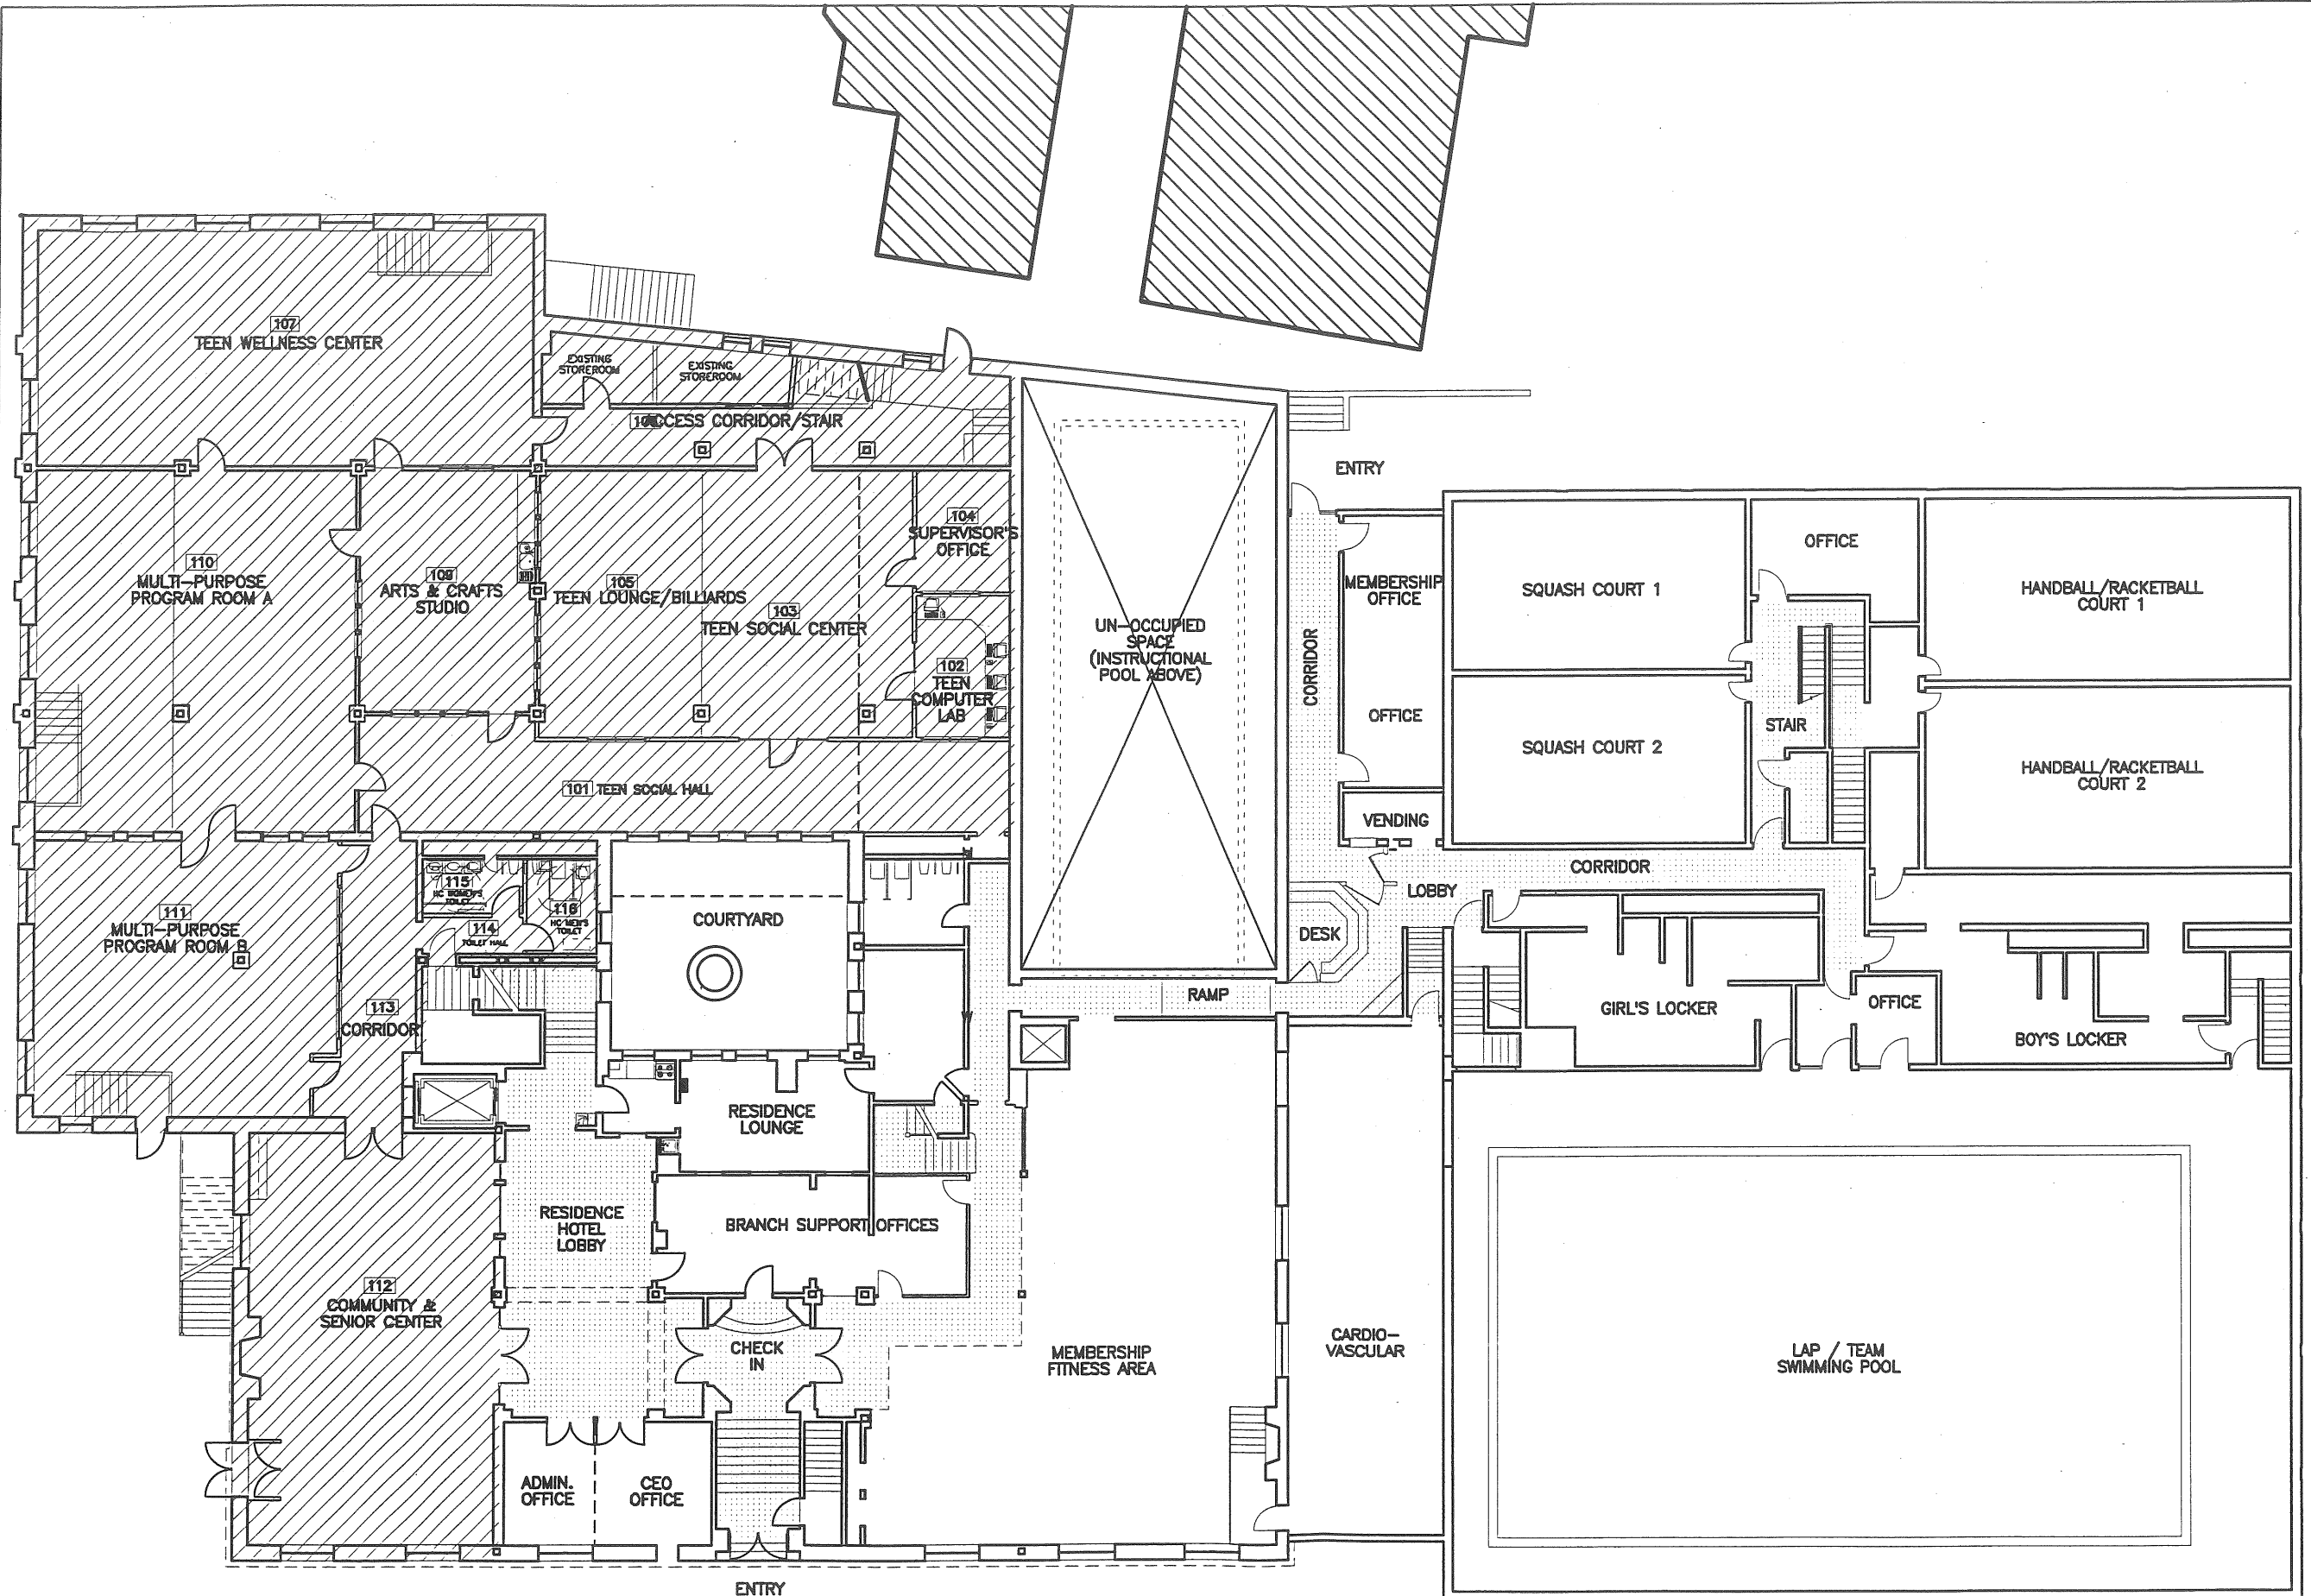 107
TEEN WELLNESS CENTER
EXISTING
STOREROOM
EXISTING
STOREROOM
ACCESS CORRIDOR/STAIR
ENTRY
104
SUPERVISOR'S
OFFICE
110
MULTI-PURPOSE
PROGRAM ROOM A
109
ARTS & CRAFTS
STUDIO
105
TEEN LOUNGE/BILLIARDS
103
TEEN SOCIAL CENTER
102
TEEN
COMPUTER
LAB
UN-OCCUPIED
SPACE
(INSTRUCTIONAL
POOL ABOVE)
CORRIDOR
MEMBERSHIP
OFFICE
OFFICE
SQUASH COURT 1
SQUASH COURT 2
OFFICE
STAIR
HANDBALL/RACKETBALL
COURT 1
HANDBALL/RACKETBALL
COURT 2
101 TEEN SOCIAL HALL
VENDING
CORRIDOR
LOBBY
DESK
RAMP
111
MULTI-PURPOSE
PROGRAM ROOM B
115
HC WOMEN'S
TOILET
116
HC MEN'S
TOILET
114
TOILET HALL
113
CORRIDOR
COURTYARD
GIRL'S LOCKER
OFFICE
BOY'S LOCKER
RESIDENCE
LOUNGE
RESIDENCE
HOTEL
LOBBY
BRANCH SUPPORT OFFICES
112
COMMUNITY &
SENIOR CENTER
CHECK
IN
MEMBERSHIP
FITNESS AREA
CARDIO-
VASCULAR
LAP / TEAM
SWIMMING POOL
ADMIN.
OFFICE
CEO
OFFICE
ENTRY